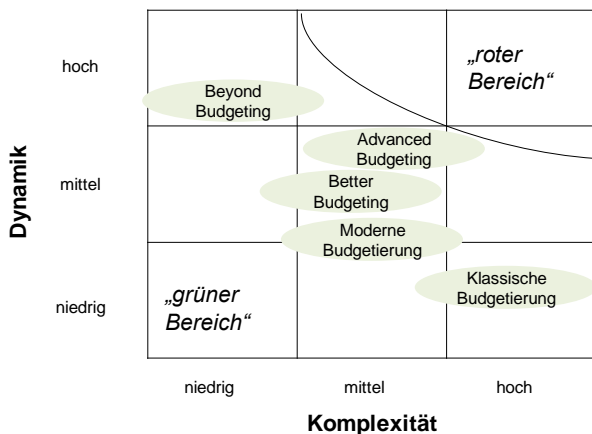 hoch
„roter
Bereich“
Beyond
Budgeting
Advanced
Budgeting
Dynamik
mittel
Better
Budgeting
Moderne
Budgetierung
Klassische
Budgetierung
„grüner
Bereich“
niedrig
niedrig
mittel
hoch
Komplexität